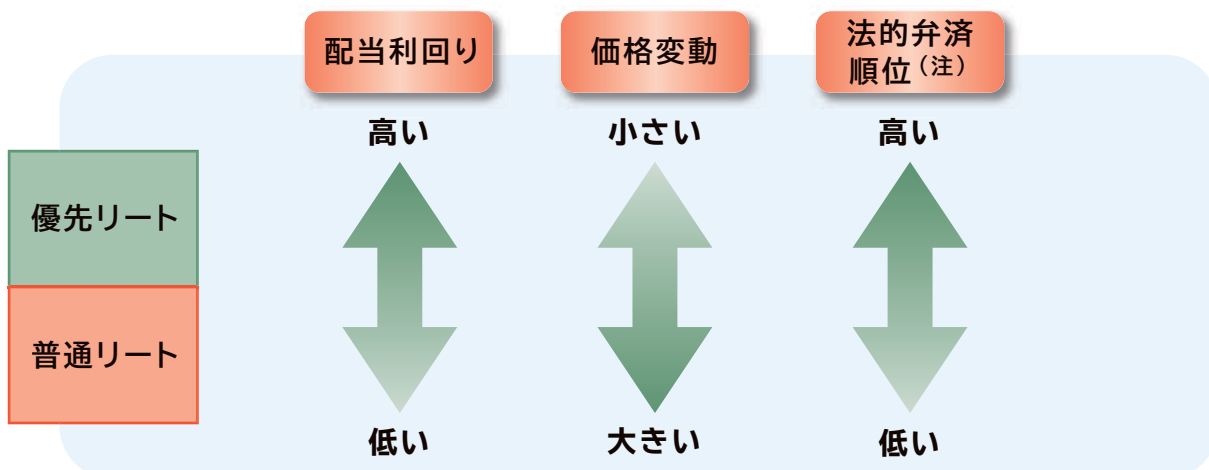 配当利回り
価格変動
法的弁済
順位(注)
高い
小さい
高い
優先リート
普通リート
低い
大きい
低い